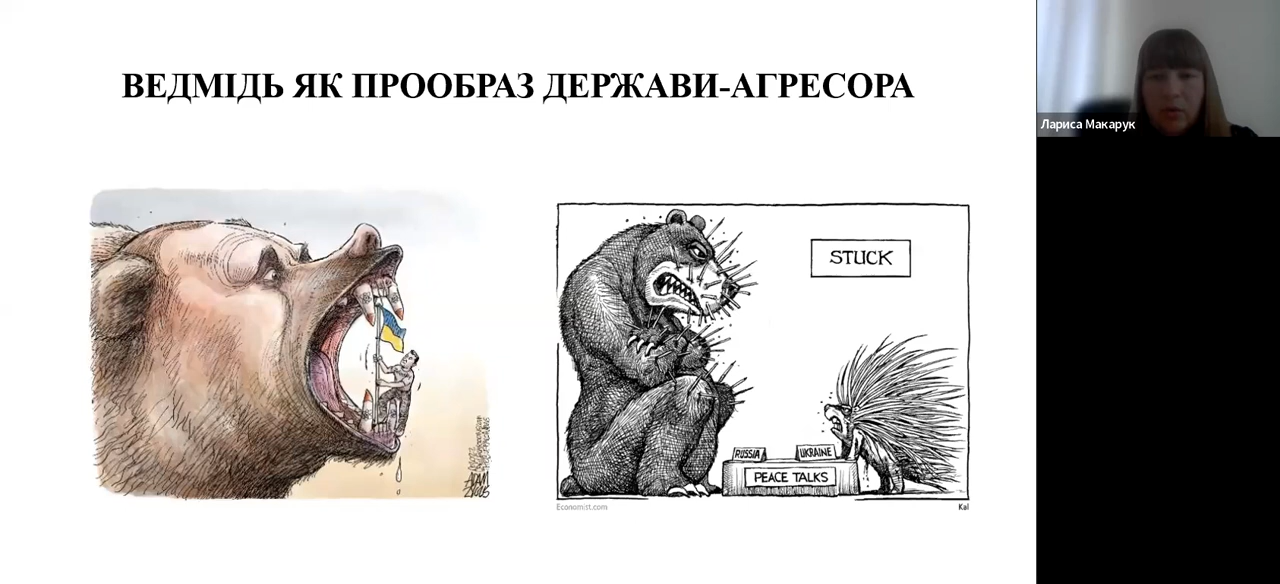 ВЕДМІДЬ ЯК ПРООБРАЗ ДЕРЖАВИ-АГРЕСОРА
Лариса Макарук
STUCK
RUSSIA
UKRAINE
PEACE TALKS
Economist.com
Kal